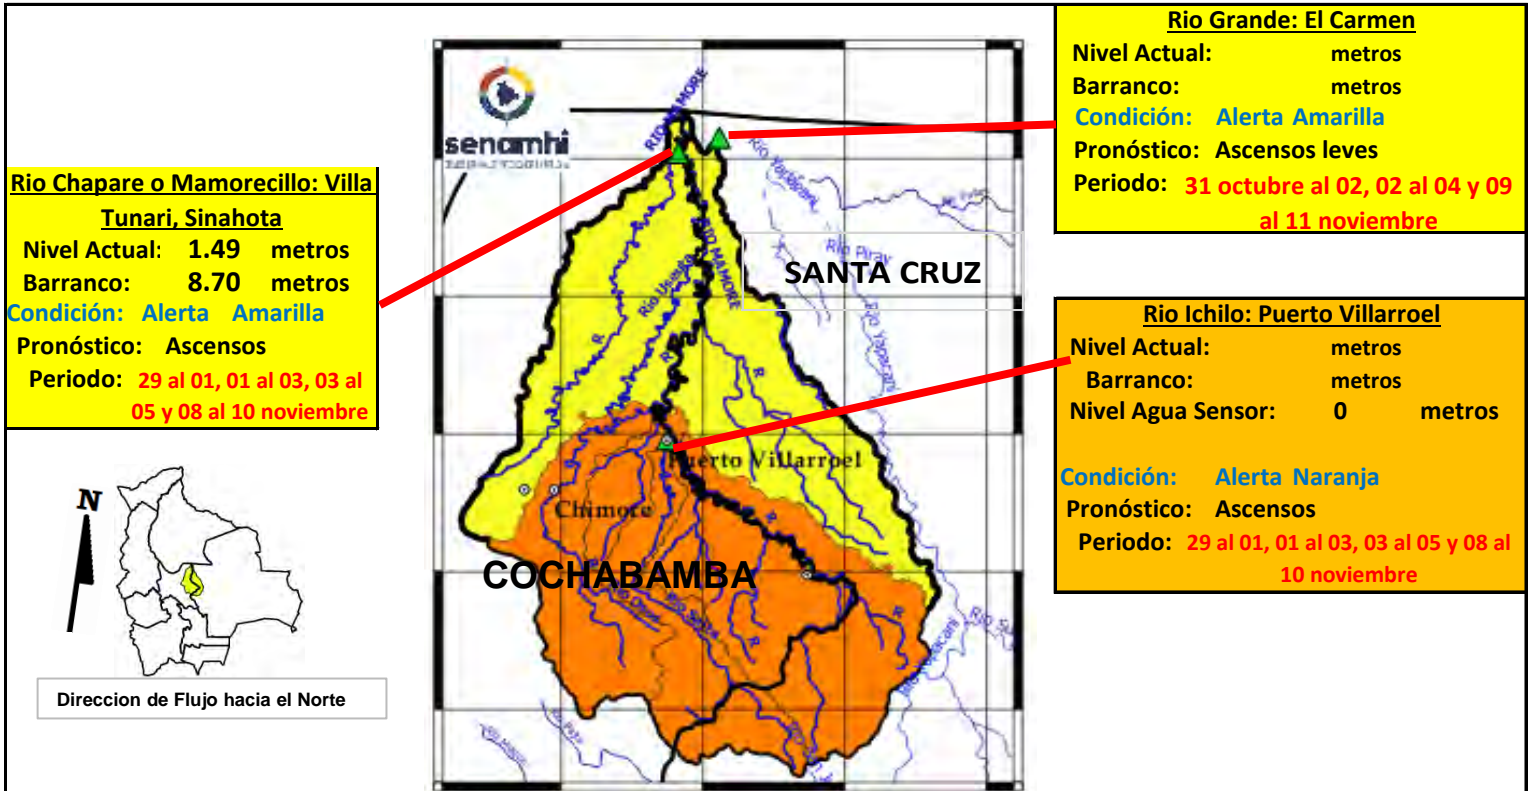 Rio Grande: El Carmen
Nivel Actual: metros
Barranco: metros
Condición: Alerta Amarilla
Pronóstico: Ascensos leves
Periodo: 31 octubre al 02, 02 al 04 y 09
al 11 noviembre
senamhi
RIO MAMORE
Rio Yapacani
Rio Chapare o Mamorecillo: Villa
Tunari, Sinahota
Nivel Actual: 1.49 metros
Barranco: 8.70 metros
Condición: Alerta Amarilla
Pronóstico: Ascensos
Periodo: 29 al 01, 01 al 03, 03 al
05 y 08 al 10 noviembre
RIO MAMORE
Rio Piray
SANTA CRUZ
R
R
R
Rio Yapacani
Rio Ichilo: Puerto Villarroel
Nivel Actual: metros
Barranco: metros
Nivel Agua Sensor: 0 metros
Condición: Alerta Naranja
Pronóstico: Ascensos
Periodo: 29 al 01, 01 al 03, 03 al 05 y 08 al
10 noviembre
Puerto Villarroel
R
Chimore
COCHABAMBA
R
R
N
Direccion de Flujo hacia el Norte